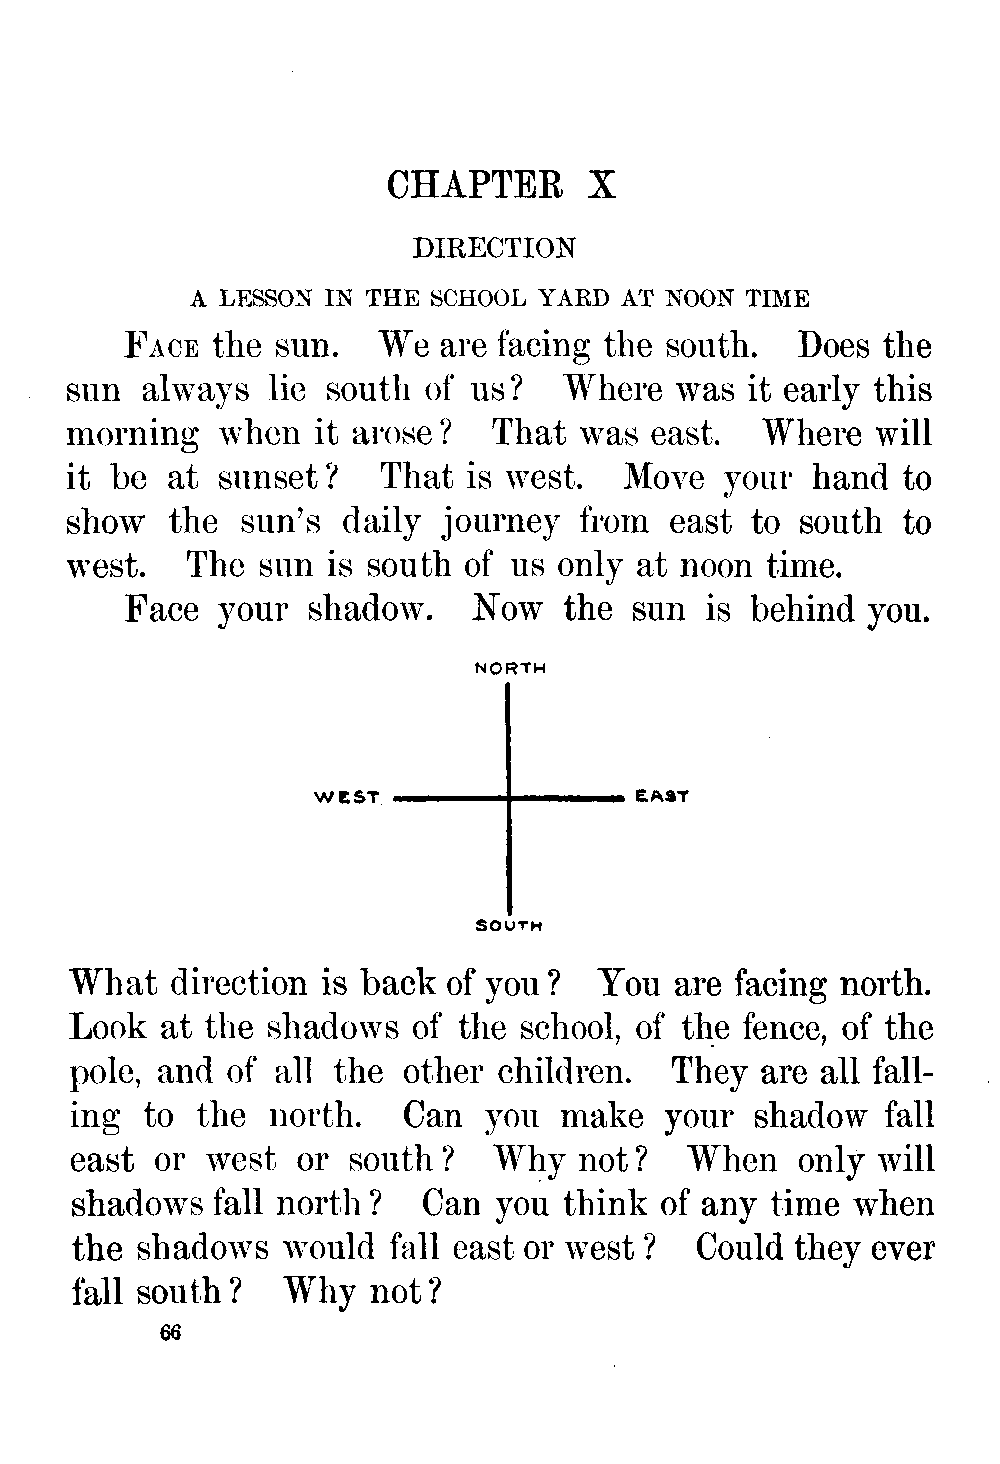 CHAPTER X
DIRECTION
A LESSON IN THE SCHOOL YARD AT NOON TIME
FACE the sun. We are facing the south. Does the
sun always lie south of us? Where was it early this
morning when it arose? That was east. Where will
it be at sunset? That is west. Move your hand to
show the sun's daily journey from east to south to
west. The sun is south of us only at noon time.
Face your shadow. Now the sun is behind you.
NORTH
WEST EAST
SOUTH
What direction is back of you? You are facing north.
Look at the shadows of the school, of the fence, of the
pole, and of all the other children. They are all fall-
ing to the north. Can you make your shadow fall
east or west or south? Why not? When only will
shadows fall north? Can you think of any time when
the shadows would fall east or west? Could they ever
fall south? Why not?
66